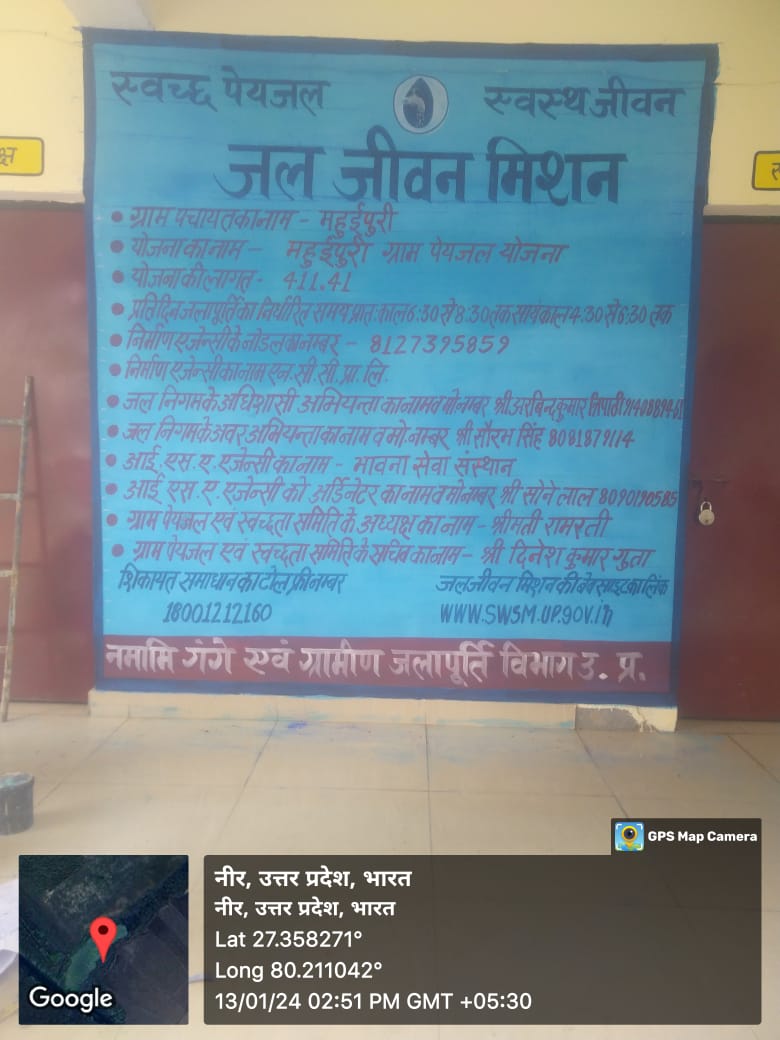 स्वच्छ पेयजल स्वस्थ जीवन
जल जीवन मिशन
• ग्राम पंचायत का नाम - महुईपुरी
• योजना का नाम - महुईपुरी ग्राम पेयजल योजना
• योजना की लागत - 411.41
• प्रतिदिन जलापूर्ति का निर्धारित समय प्रातःकाल 6:30 से 8:30 तक सायंकाल 4:30 से 6:30 तक
• निर्माण एजेन्सी के नोडल का नम्बर - 8127395859
• निर्माण एजेन्सी का नाम एन. सी. सी. प्रा. लि.
• जल निगम के अधिशासी अभियन्ता का नाम व मो नम्बर श्री अरबिन्द कुमार त्रिपाठी
• जल निगम के अवर अभियन्ता का नाम व मो. नम्बर श्री सौरभ सिंह 8081879114
• आई. एस. ए. एजेन्सी का नाम - भावना सेवा संस्थान
• आई एस. ए. एजेन्सी को आर्डिनेटर का नाम व मो नम्बर श्री सोने लाल 8090190585
• ग्राम पेयजल एवं स्वच्छता समिति के अध्यक्ष का नाम - श्रीमती रामरती
• ग्राम पेयजल एवं स्वच्छता समिति के सचिव का नाम - श्री दिनेश कुमार गुप्ता
शिकायत समाधान का टोल फ्री नम्बर जल जीवन मिशन की बेव साइट का लिंक
18001212160 WWW.SWSM.UP.GOV.in
नमामि गंगे एवं ग्रामीण जलापूर्ति विभाग उ. प्र.
GPS Map Camera
नीर, उत्तर प्रदेश, भारत
नीर, उत्तर प्रदेश, भारत
Lat 27.358271°
Long 80.211042°
13/01/24 02:51 PM GMT +05:30
Google